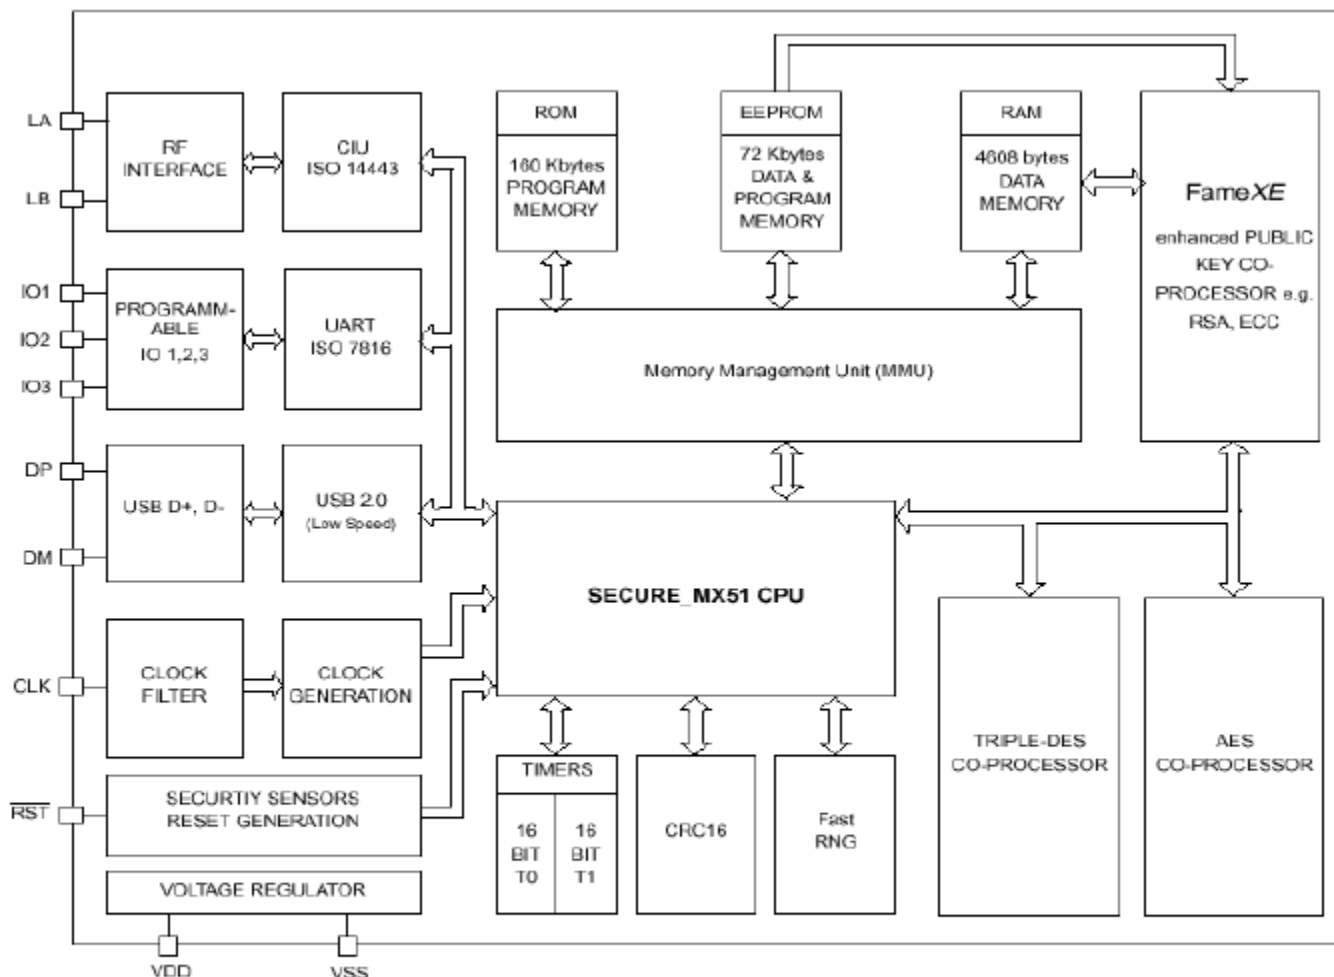 LA
LB
RF
INTERFACE
CIU
ISO 14443
IO1
IO2
IO3
PROGRAMM-
ABLE
IO 1,2,3
UART
ISO 7816
DP
DM
USB D+, D-
USB 2.0
(Low Speed)
CLK
CLOCK
FILTER
CLOCK
GENERATION
RST
SECURTIY SENSORS
RESET GENERATION
VOLTAGE REGULATOR
VDD
VSS
ROM
160 Kbytes
PROGRAM
MEMORY
EEPROM
72 Kbytes
DATA &
PROGRAM
MEMORY
RAM
4608 bytes
DATA
MEMORY
FameXE
enhanced PUBLIC
KEY CO-
PROCESSOR e.g.
RSA, ECC
Memory Management Unit (MMU)
SECURE_MX51 CPU
TIMERS
16
BIT
T0
16
BIT
T1
CRC16
Fast
RNG
TRIPLE-DES
CO-PROCESSOR
AES
CO-PROCESSOR